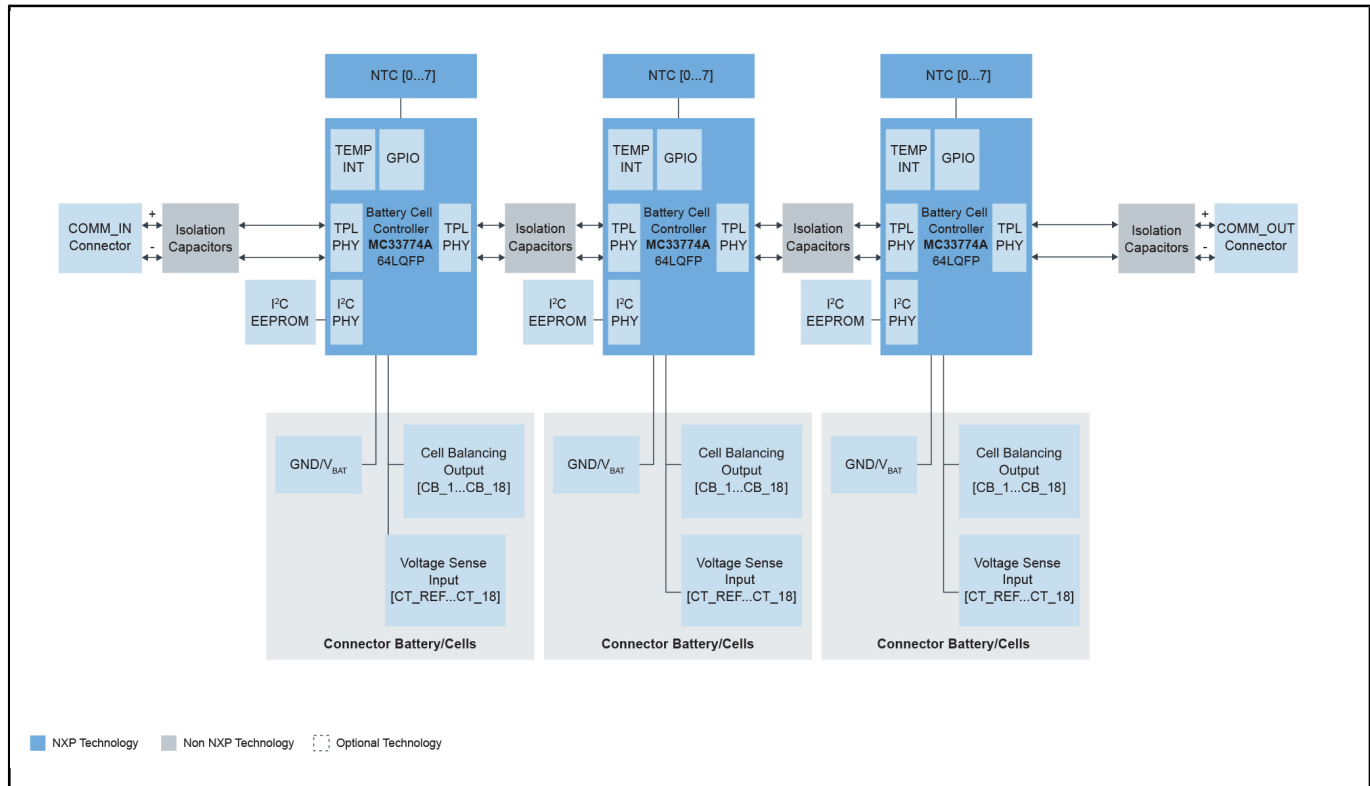 NTC [0...7]
NTC [0...7]
NTC [0...7]
TEMP
INT
GPIO
TEMP
INT
GPIO
TEMP
INT
GPIO
COMM_IN
Connector
+
-
Isolation
Capacitors
TPL
PHY
Battery Cell
Controller
MC33774A
64LQFP
TPL
PHY
Isolation
Capacitors
TPL
PHY
Battery Cell
Controller
MC33774A
64LQFP
TPL
PHY
Isolation
Capacitors
TPL
PHY
Battery Cell
Controller
MC33774A
64LQFP
TPL
PHY
Isolation
Capacitors
+
-
COMM_OUT
Connector
I²C
EEPROM
I²C
PHY
I²C
EEPROM
I²C
PHY
I²C
EEPROM
I²C
PHY
GND/VBAT
Cell Balancing
Output
[CB_1...CB_18]
Voltage Sense
Input
[CT_REF...CT_18]
Connector Battery/Cells
GND/VBAT
Cell Balancing
Output
[CB_1...CB_18]
Voltage Sense
Input
[CT_REF...CT_18]
Connector Battery/Cells
GND/VBAT
Cell Balancing
Output
[CB_1...CB_18]
Voltage Sense
Input
[CT_REF...CT_18]
Connector Battery/Cells
NXP Technology
Non NXP Technology
Optional Technology